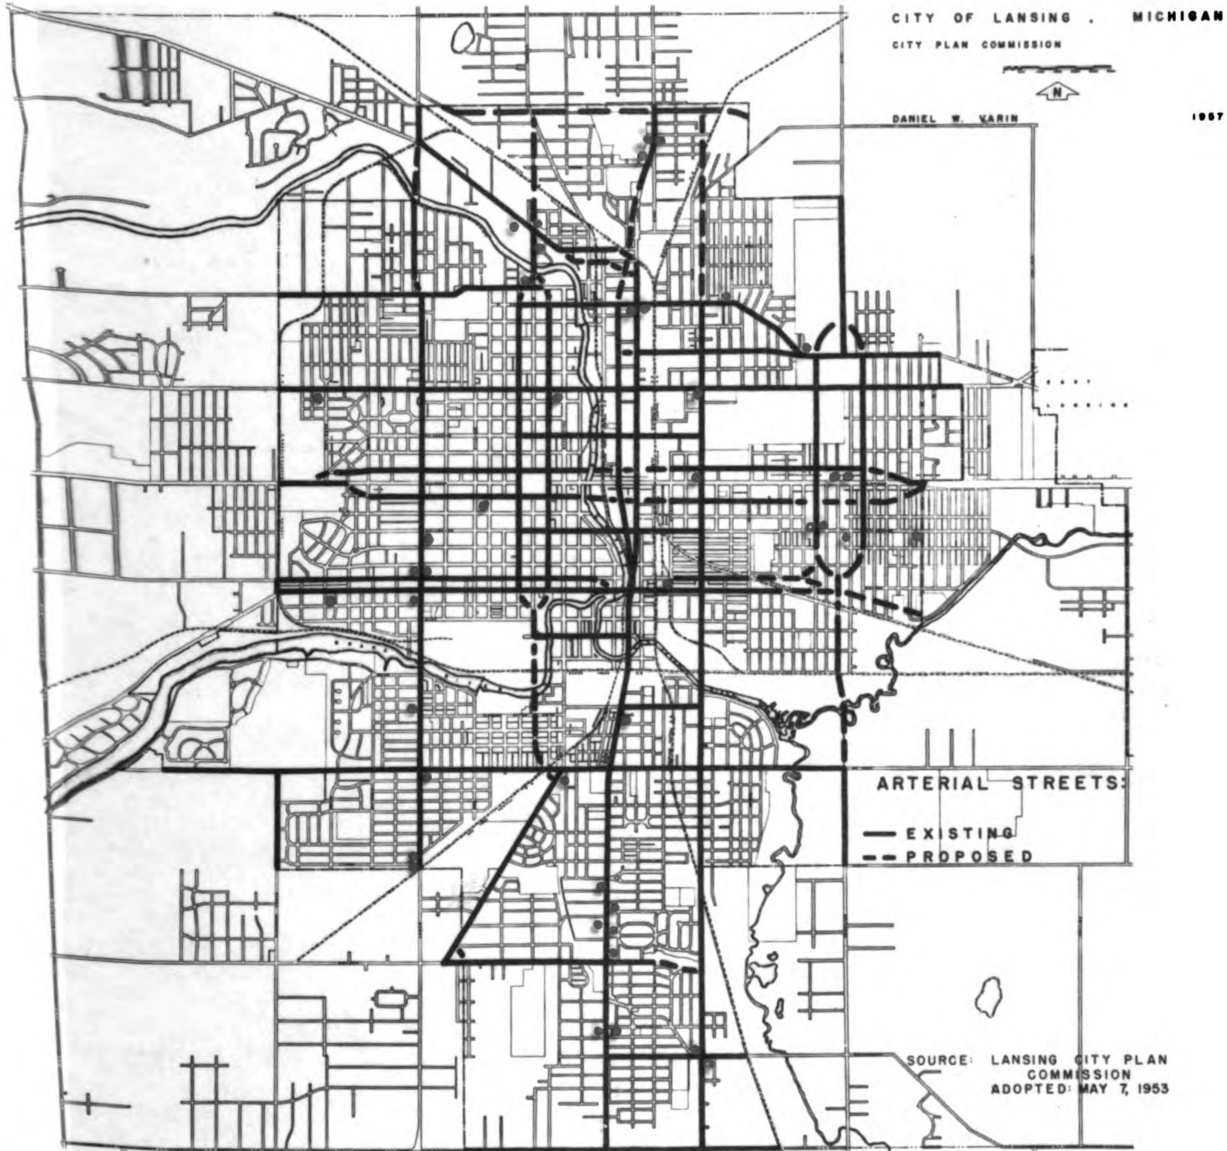 CITY OF LANSING , MICHIGAN
CITY PLAN COMMISSION
N
DANIEL W. VARIN 1957
ARTERIAL STREETS:
EXISTING
PROPOSED
SOURCE: LANSING CITY PLAN
COMMISSION
ADOPTED: MAY 7, 1953